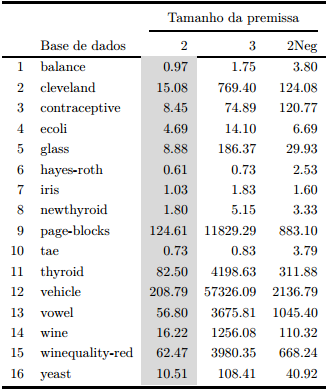 Tamanho da premissa
Base de dados 2 3 2Neg
1 balance 0.97 1.75 3.80
2 cleveland 15.08 769.40 124.08
3 contraceptive 8.45 74.89 120.77
4 ecoli 4.69 14.10 6.69
5 glass 8.88 186.37 29.93
6 hayes-roth 0.61 0.73 2.53
7 iris 1.03 1.83 1.60
8 newthyroid 1.80 5.15 3.33
9 page-blocks 124.61 11829.29 883.10
10 tae 0.73 0.83 3.79
11 thyroid 82.50 4198.63 311.88
12 vehicle 208.79 57326.09 2136.79
13 vowel 56.80 3675.81 1045.40
14 wine 16.22 1256.08 110.32
15 winequality-red 62.47 3980.35 668.24
16 yeast 10.51 108.41 40.92